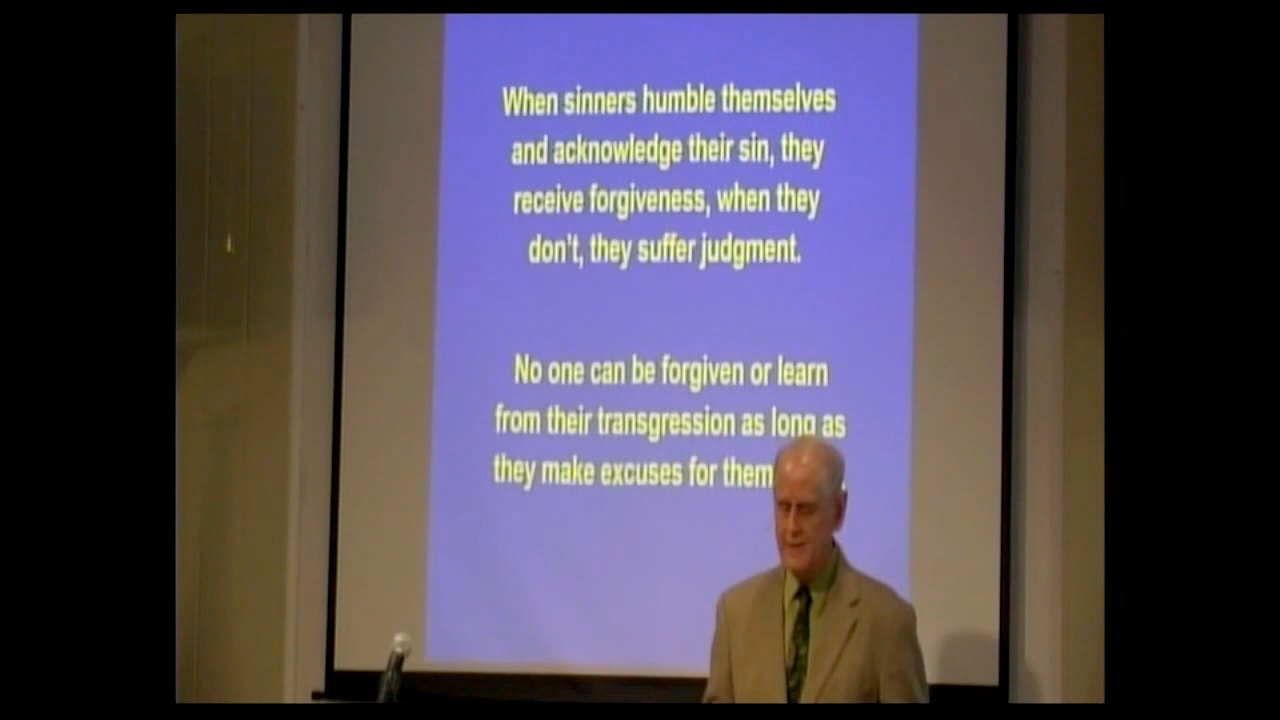 When sinners humble themselves
and acknowledge their sin, they
receive forgiveness, when they
don't, they suffer judgment.
No one can be forgiven or learn
from their transgression as long as
they make excuses for